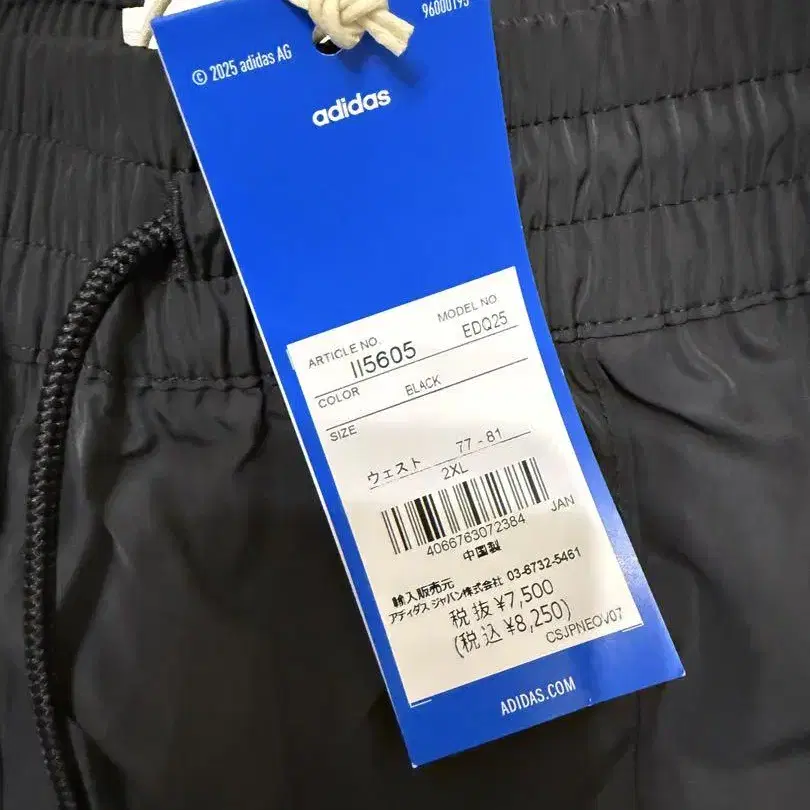 © 2025 adidas AG
96000193
adidas
ARTICLE NO. II5605
MODEL NO EDQ25
COLOR BLACK
SIZE
ウェスト 77 - 81
2XL
4066763072384 JAN
中国製
輸入販売元
アディダス ジャパン株式会社 03-6732-5461
税抜 ¥7,500
(税込 ¥8,250)
CSJPNEOV07
ADIDAS.COM